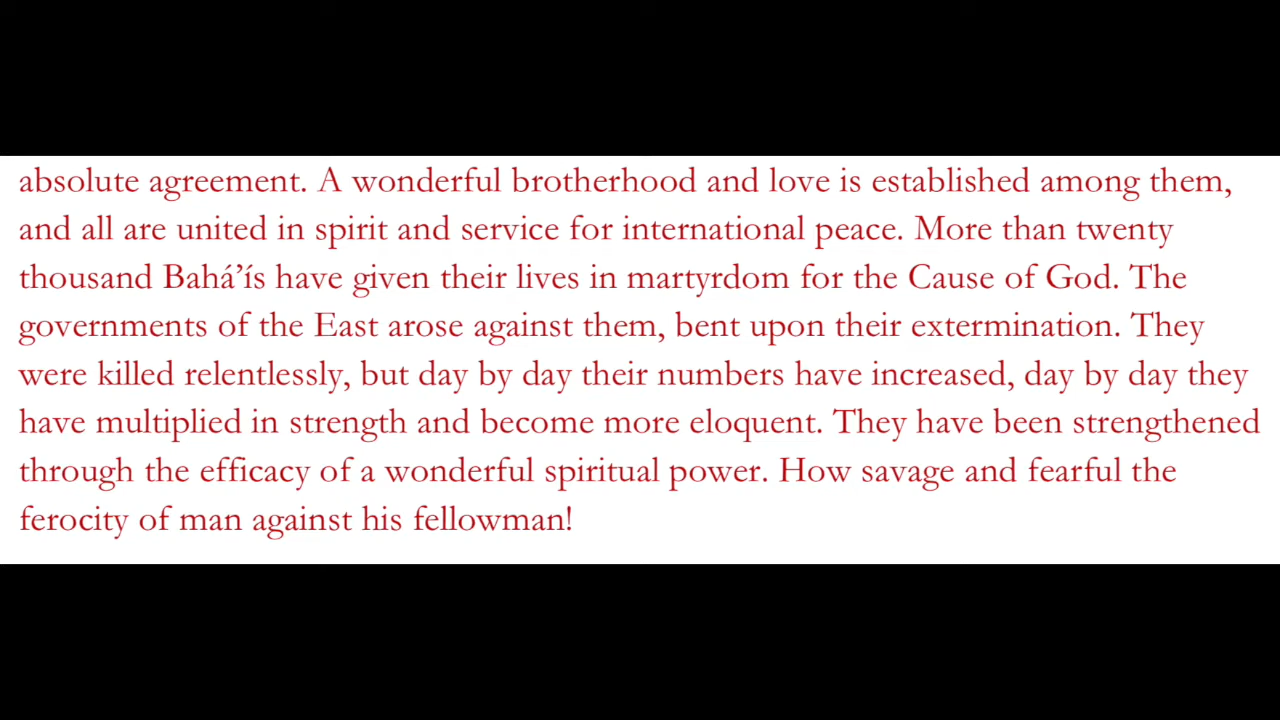 absolute agreement. A wonderful brotherhood and love is established among them,
and all are united in spirit and service for international peace. More than twenty
thousand Bahá’ís have given their lives in martyrdom for the Cause of God. The
governments of the East arose against them, bent upon their extermination. They
were killed relentlessly, but day by day their numbers have increased, day by day they
have multiplied in strength and become more eloquent. They have been strengthened
through the efficacy of a wonderful spiritual power. How savage and fearful the
ferocity of man against his fellowman!